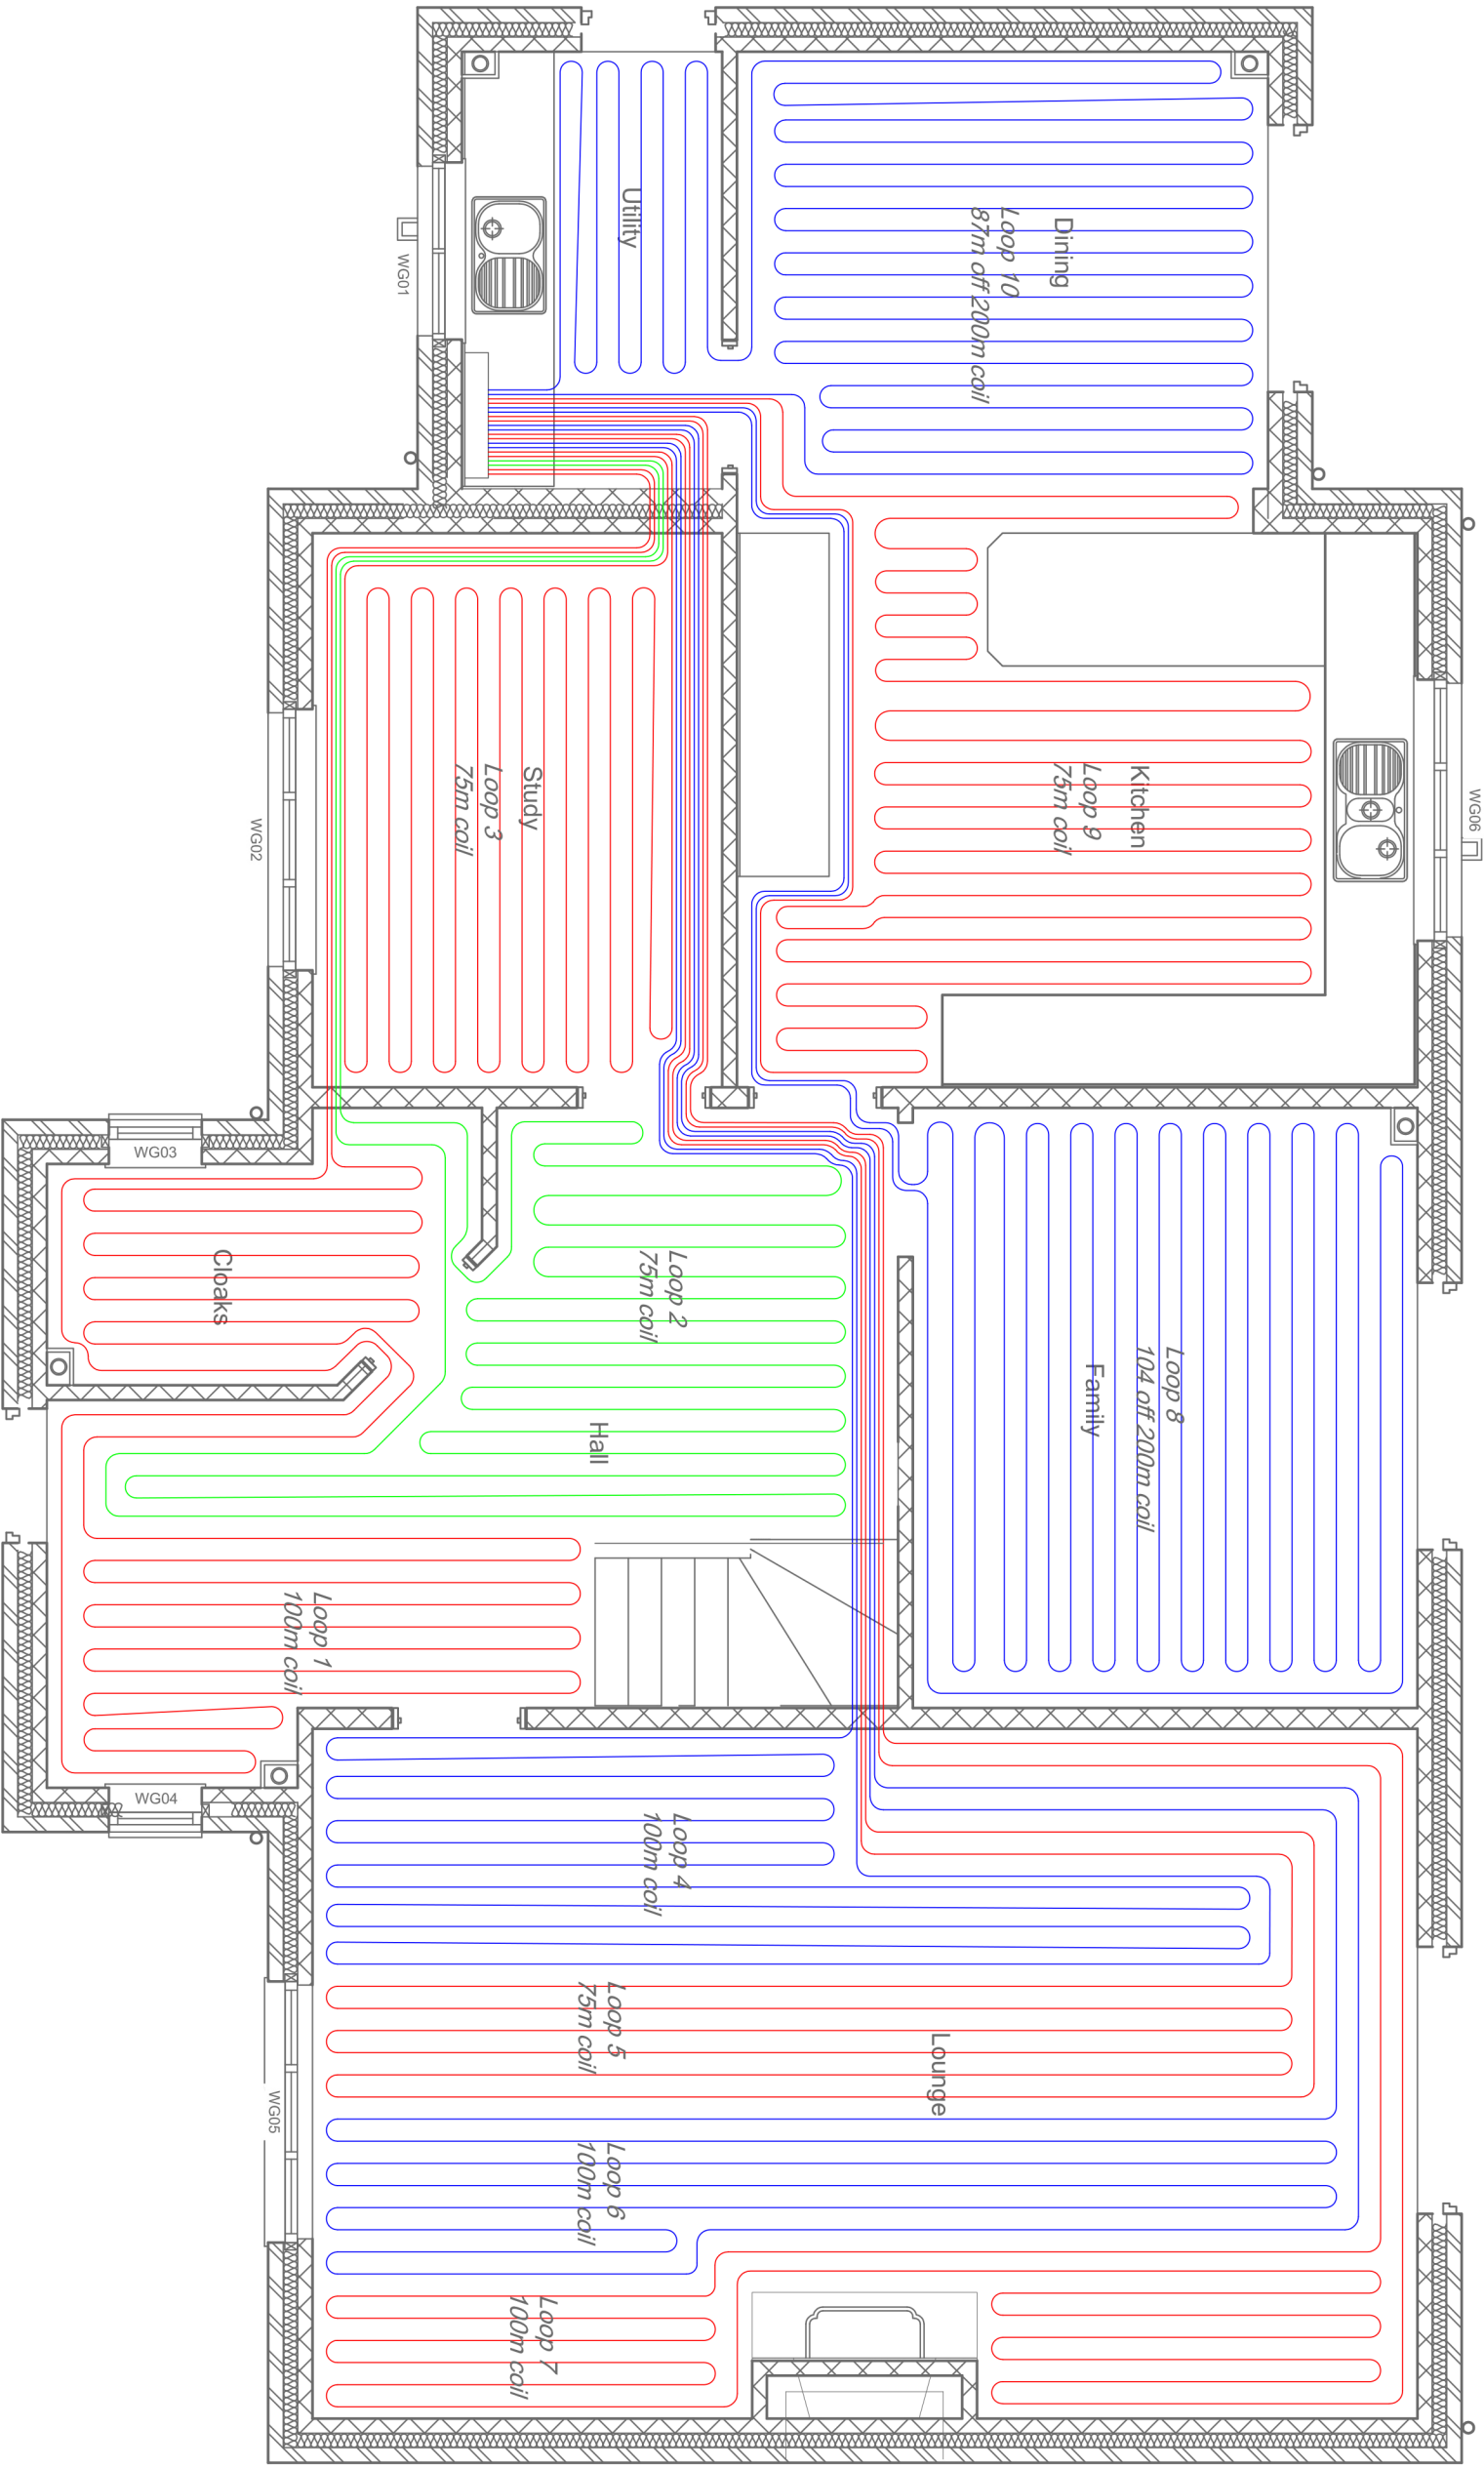 Utility
Dining
Loop 10
87m off 200m coil
WG01
Kitchen
Loop 9
75m coil
WG06
Study
Loop 3
75m coil
WG02
WG03
Cloaks
Loop 2
75m coil
Hall
Family
Loop 8
104 off 200m coil
Loop 1
100m coil
WG04
Loop 4
100m coil
Loop 5
75m coil
Lounge
WG05
Loop 6
100m coil
Loop 7
100m coil